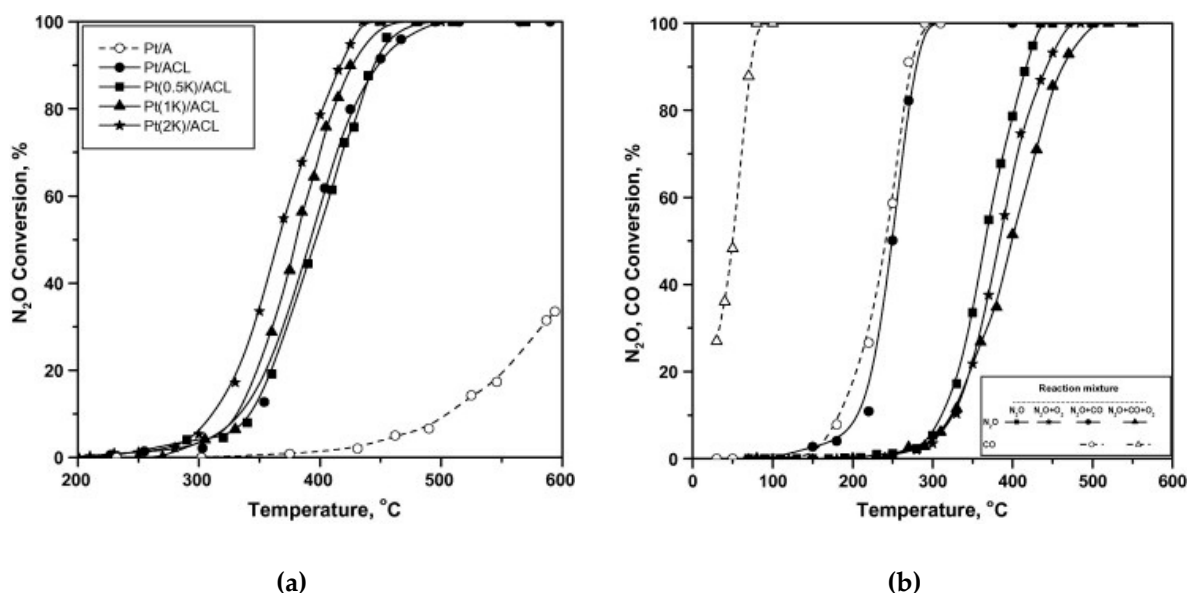 100
80
60
40
20
0
N₂O Conversion, %
Pt/A
Pt/ACL
Pt(0.5K)/ACL
Pt(1K)/ACL
Pt(2K)/ACL
200 300 400 500 600
Temperature, °C
(a)
100
80
60
40
20
0
N₂O, CO Conversion, %
Reaction mixture
N₂O N₂O+O₂ N₂O+CO N₂O+CO+O₂
N₂O
CO
0 100 200 300 400 500 600
Temperature, °C
(b)